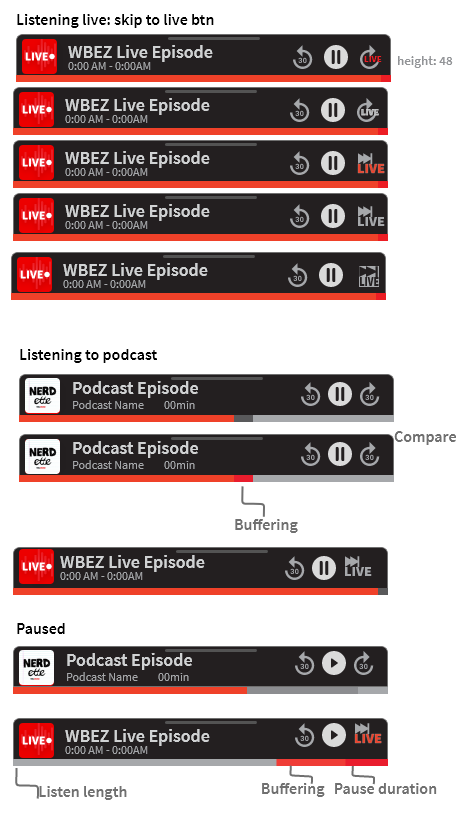 Listening live: skip to live btn
LIVE
WBEZ Live Episode
0:00 AM - 0:00AM
30
LIVE
height: 48
LIVE
WBEZ Live Episode
0:00 AM - 0:00AM
30
LIVE
LIVE
WBEZ Live Episode
0:00 AM - 0:00AM
30
LIVE
LIVE
WBEZ Live Episode
0:00 AM - 0:00AM
30
LIVE
LIVE
WBEZ Live Episode
0:00 AM - 0:00AM
30
LIVE
Listening to podcast
NERD
ette
Podcast Episode
Podcast Name 00min
30
30
NERD
ette
Podcast Episode
Podcast Name 00min
30
30
Compare
Buffering
LIVE
WBEZ Live Episode
0:00 AM - 0:00AM
30
LIVE
Paused
NERD
ette
Podcast Episode
Podcast Name 00min
30
30
LIVE
WBEZ Live Episode
0:00 AM - 0:00AM
30
LIVE
Listen length
Buffering
Pause duration